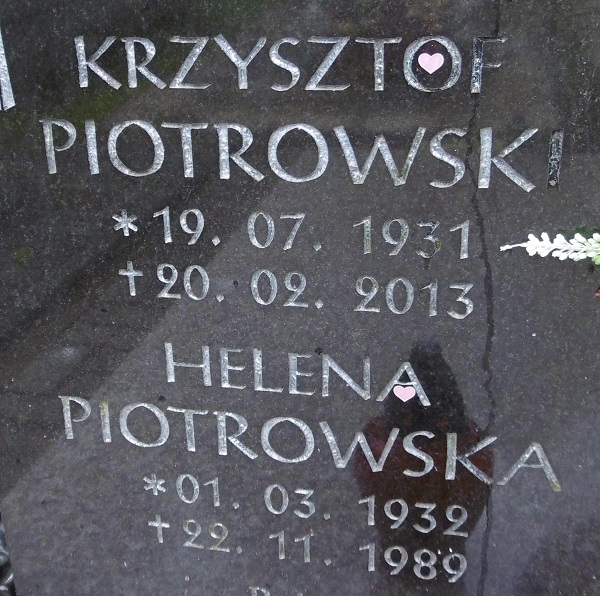 KRZYSZTOF
PIOTROWSKI
* 19. 07. 1931
† 20. 02. 2013
HELENA
PIOTROWSKA
* 01. 03. 1932
† 22. 11. 1989